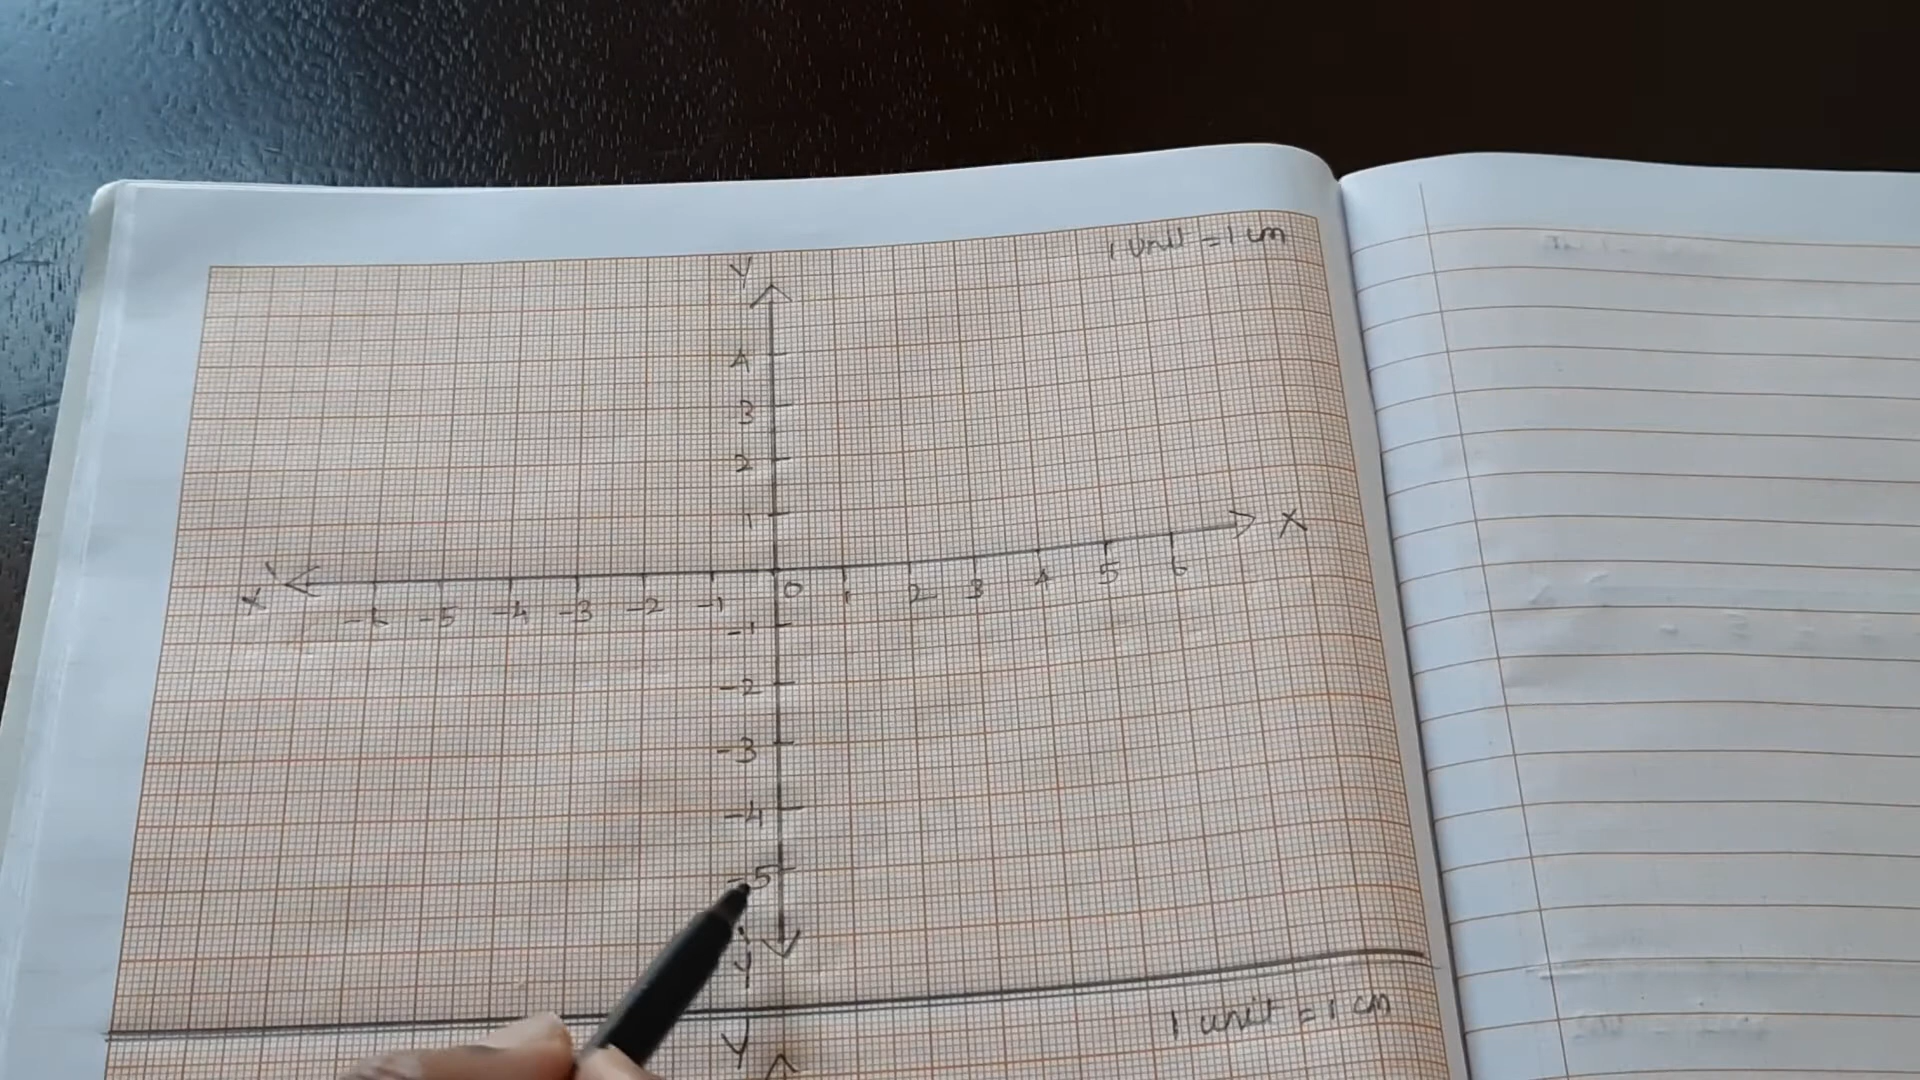 1 unit = 1 cm
Y
4
3
2
1
X
X' -6 -5 -4 -3 -2 -1 0 1 2 3 4 5 6
-1
-2
-3
-4
-5
Y'
1 unit = 1 cm
Y